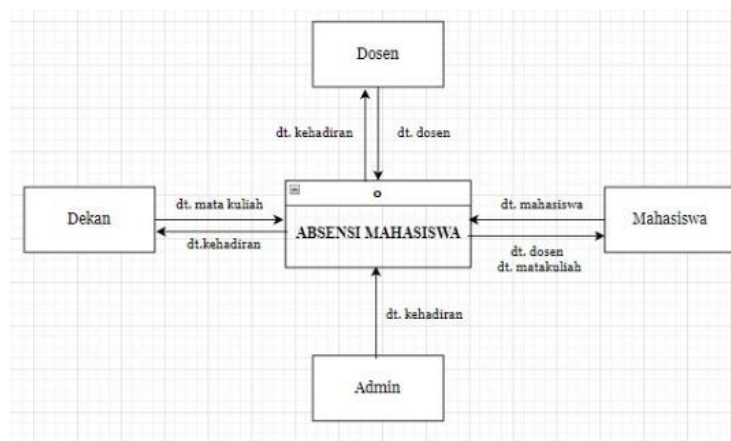 Dosen
dt. kehadiran
dt. dosen
o
Dekan
dt. mata kuliah
dt.kehadiran
ABSENSI MAHASISWA
dt. mahasiswa
dt. dosen
dt. matakuliah
Mahasiswa
dt. kehadiran
Admin